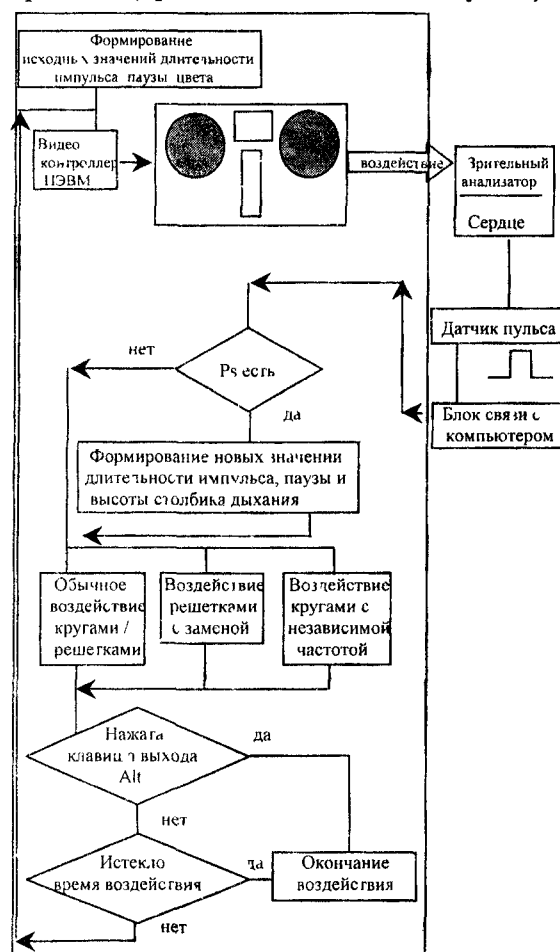 Формирование
исходных значений длительности
импульса паузы цвета
Видео
контроллер
ПЭВМ
воздействие
Зрительный
анализатор
Сердце
Датчик пульса
Блок связи с
компьютером
нет
Ps есть
да
Формирование новых значении
длительности импульса, паузы и
высоты столбика дыхания
Обычное
воздействие
кругами /
решетками
Воздействие
решетками
с заменой
Воздействие
кругами с
независимой
частотой
Нажата
клавиша выхода
Alt
да
нет
Истекло
время воздействия
да
Окончание
воздействия
нет